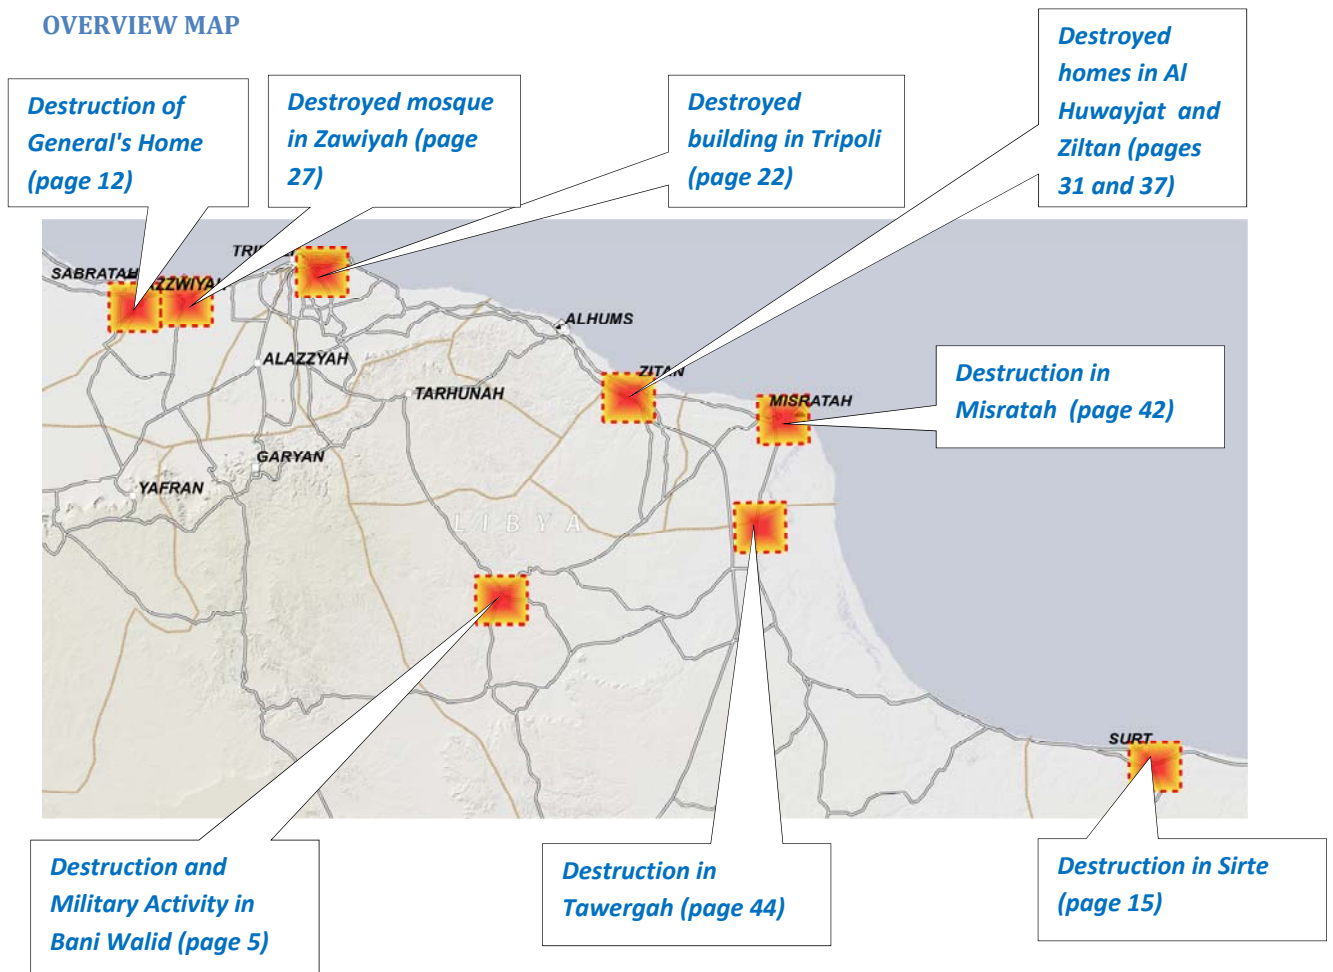 OVERVIEW MAP
Destroyed
homes in Al
Huwayjat and
Ziltan (pages
31 and 37)
Destruction of
General's Home
(page 12)
Destroyed mosque
in Zawiyah (page
27)
Destroyed
building in Tripoli
(page 22)
SABRATAH
AZZWIYAH
ALHUMS
ALAZZYAH
TARHUNAH
ZITAN
MISRATAH
Destruction in
Misratah (page 42)
GARYAN
YAFRAN
LIBYA
SURT
Destruction and
Military Activity in
Bani Walid (page 5)
Destruction in
Tawergah (page 44)
Destruction in Sirte
(page 15)